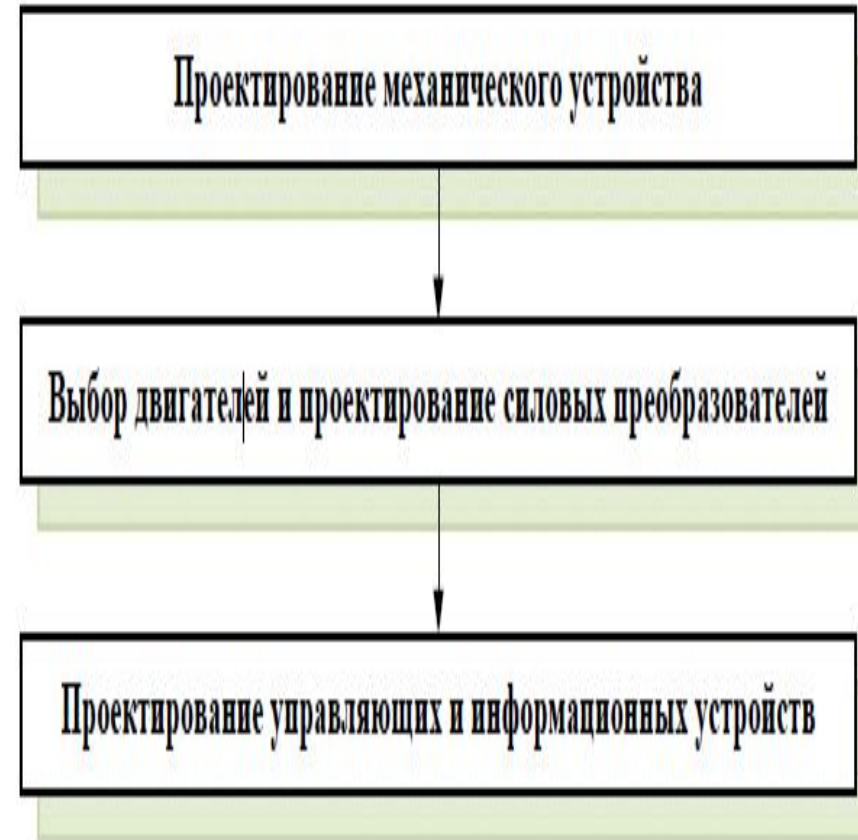 Проектирование механического устройства
Выбор двигателей и проектирование силовых преобразователей
Проектирование управляющих и информационных устройств